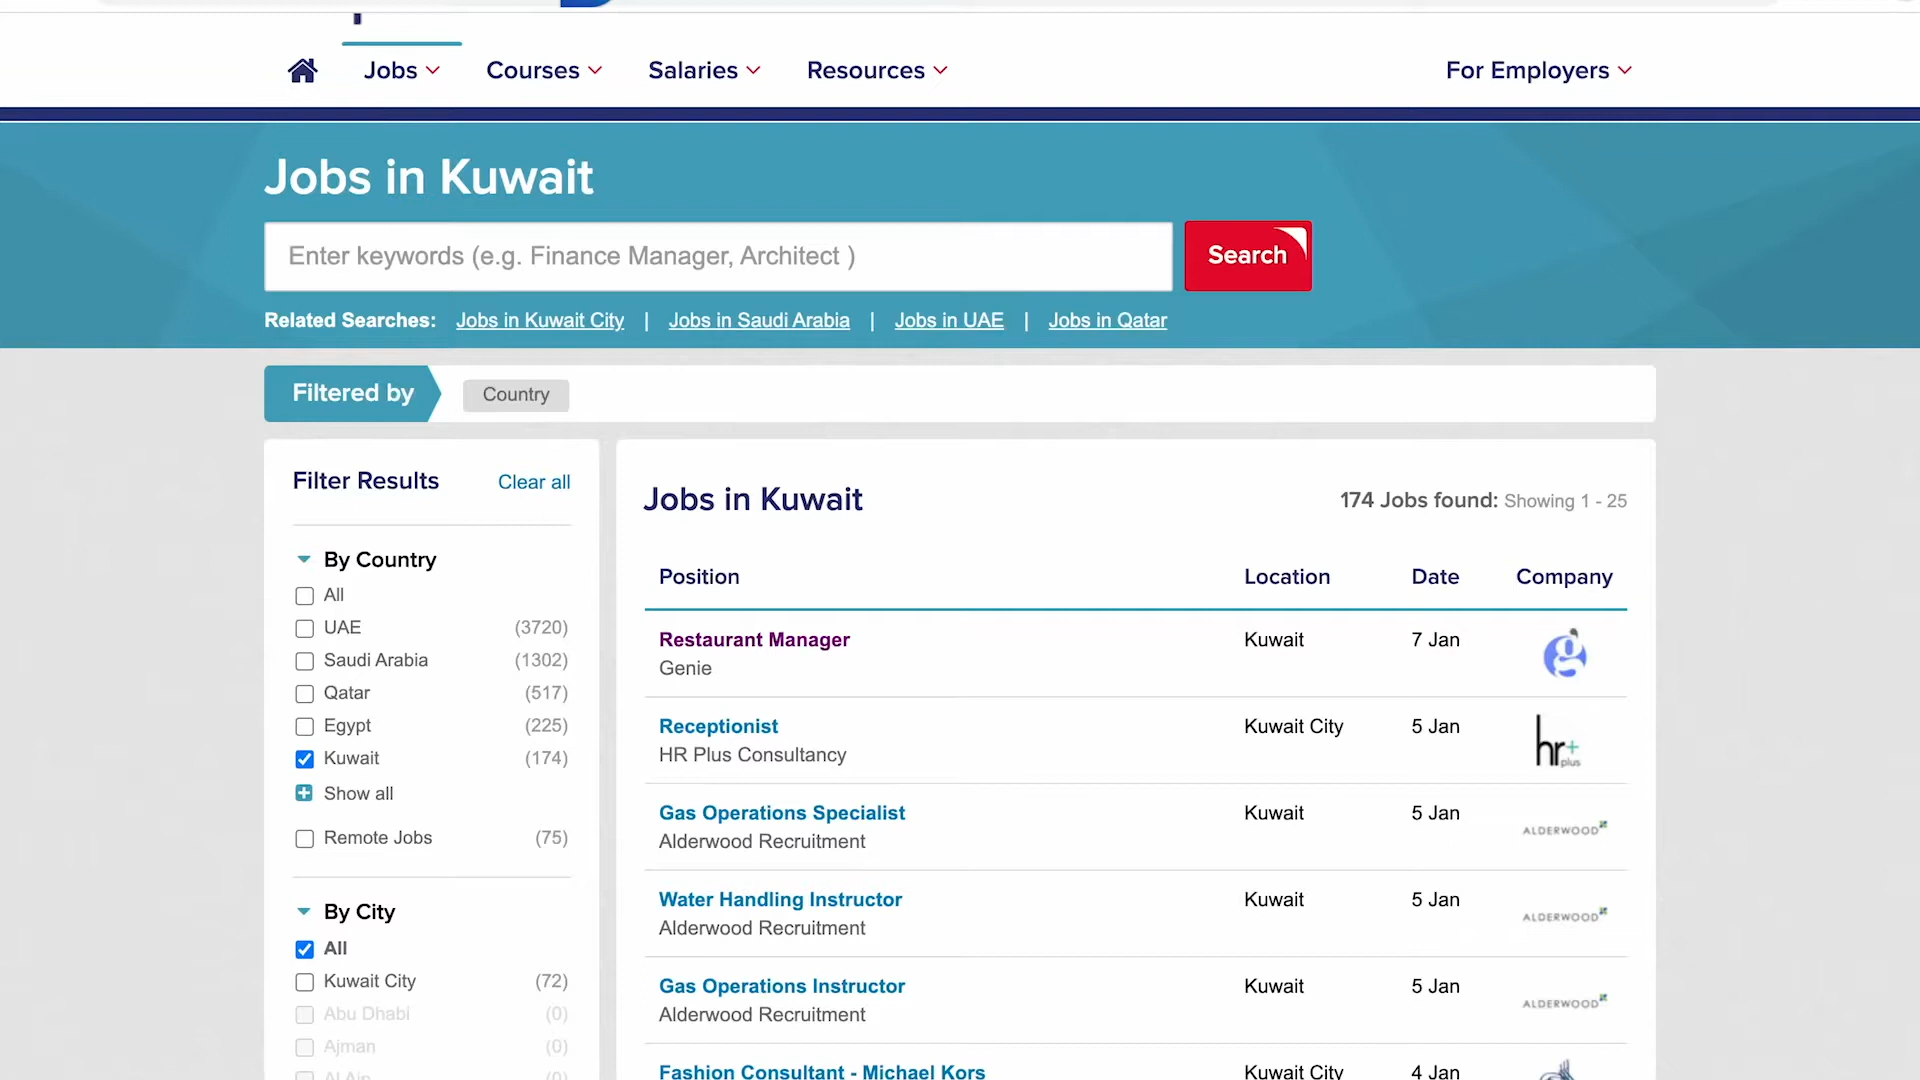 Jobs Courses Salaries Resources For Employers
Jobs in Kuwait
Enter keywords (e.g. Finance Manager, Architect )
Search
Related Searches: Jobs in Kuwait City | Jobs in Saudi Arabia | Jobs in UAE | Jobs in Qatar
Filtered by Country
Filter Results Clear all
By Country
All
UAE (3720)
Saudi Arabia (1302)
Qatar (517)
Egypt (225)
Kuwait (174)
Show all
Remote Jobs (75)
By City
All
Kuwait City (72)
Abu Dhabi (0)
Ajman (0)
Al Ain (0)
Jobs in Kuwait
174 Jobs found: Showing 1 - 25
Position Location Date Company
Restaurant Manager Kuwait 7 Jan
Genie
g
Receptionist Kuwait City 5 Jan
HR Plus Consultancy
hr+
plus
Gas Operations Specialist Kuwait 5 Jan
Alderwood Recruitment
ALDERWOOD
Water Handling Instructor Kuwait 5 Jan
Alderwood Recruitment
ALDERWOOD
Gas Operations Instructor Kuwait 5 Jan
Alderwood Recruitment
ALDERWOOD
Fashion Consultant - Michael Kors Kuwait City 4 Jan